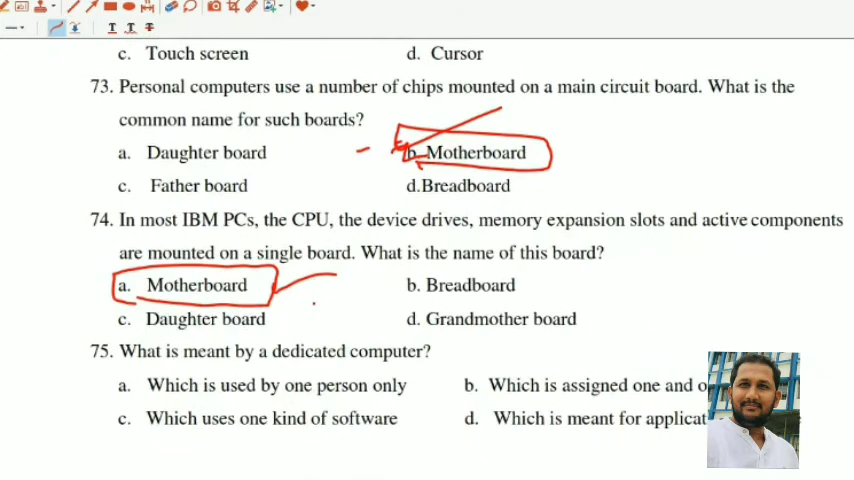 c. Touch screen d. Cursor
73. Personal computers use a number of chips mounted on a main circuit board. What is the
common name for such boards?
a. Daughter board b. Motherboard
c. Father board d.Breadboard
74. In most IBM PCs, the CPU, the device drives, memory expansion slots and active components
are mounted on a single board. What is the name of this board?
a. Motherboard b. Breadboard
c. Daughter board d. Grandmother board
75. What is meant by a dedicated computer?
a. Which is used by one person only b. Which is assigned one and o
c. Which uses one kind of software d. Which is meant for applicat